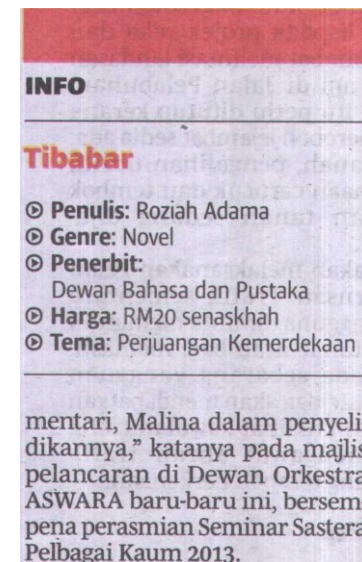 INFO
Tibabar
Penulis: Roziah Adama
Genre: Novel
Penerbit:
Dewan Bahasa dan Pustaka
Harga: RM20 senaskhah
Tema: Perjuangan Kemerdekaan
mentari, Malina dalam penyeli
dikannya,” katanya pada majlis
pelancaran di Dewan Orkestra
ASWARA baru-baru ini, bersem
pena perasmian Seminar Sastera
Pelbagai Kaum 2013.